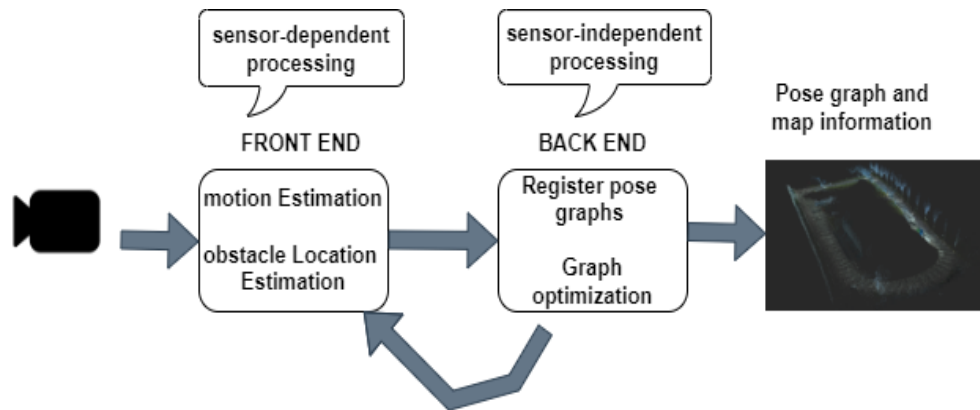 sensor-dependent
processing
sensor-independent
processing
Pose graph and
map information
FRONT END
BACK END
motion Estimation
obstacle Location
Estimation
Register pose
graphs
Graph
optimization